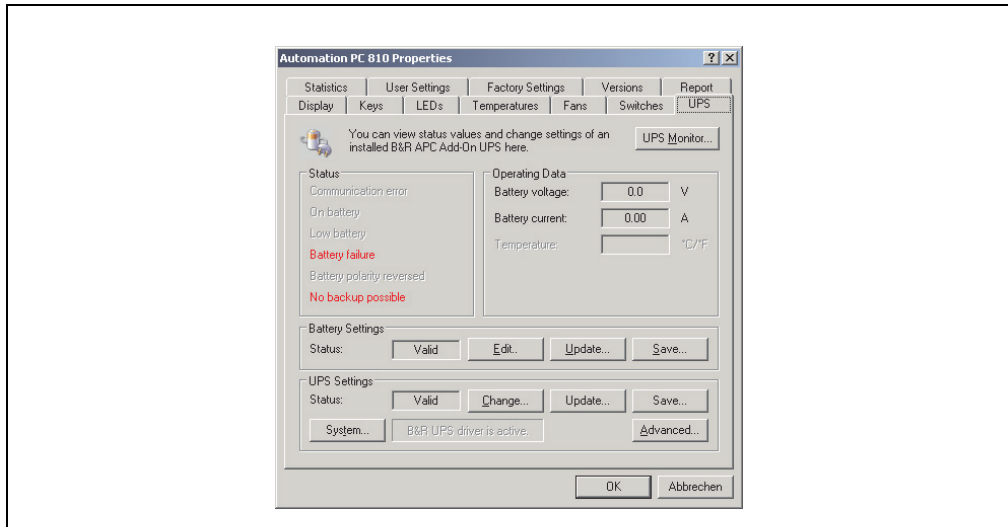 Automation PC 810 Properties
Statistics User Settings Factory Settings Versions Report
Display Keys LEDs Temperatures Fans Switches UPS
You can view status values and change settings of an
installed B&R APC Add-On UPS here.
UPS Monitor...
Status
Communication error
On battery
Low battery
Battery failure
Battery polarity reversed
No backup possible
Operating Data
Battery voltage: 0.0 V
Battery current: 0.00 A
Temperature: °C/°F
Battery Settings
Status: Valid Edit.. Update... Save...
UPS Settings
Status: Valid Change... Update... Save...
System... B&R UPS driver is active. Advanced...
OK Abbrechen